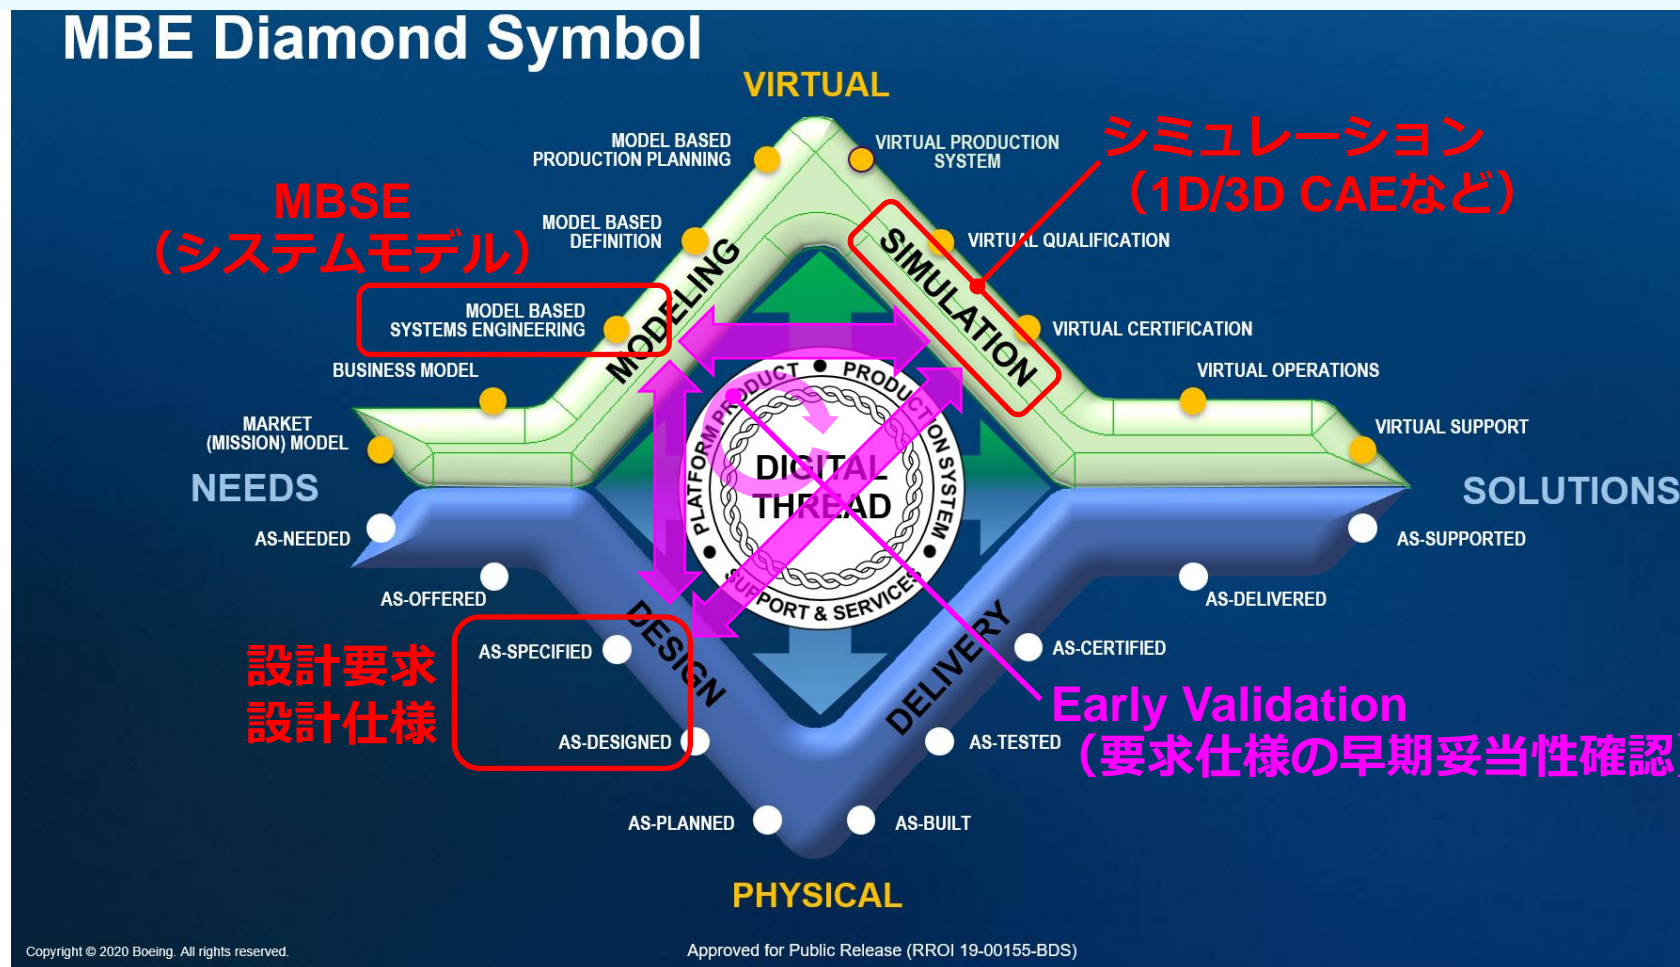 MBE Diamond Symbol
VIRTUAL
MODEL BASED
PRODUCTION PLANNING
VIRTUAL PRODUCTION
SYSTEM
シミュレーション
（1D/3D CAEなど）
MBSE
（システムモデル）
MODEL BASED
DEFINITION
VIRTUAL QUALIFICATION
MODELING
SIMULATION
MODEL BASED
SYSTEMS ENGINEERING
VIRTUAL CERTIFICATION
BUSINESS MODEL
VIRTUAL OPERATIONS
MARKET
(MISSION) MODEL
VIRTUAL SUPPORT
PLATFORM PRODUCT • PRODUCTION SYSTEM • SUPPORT & SERVICES •
DIGITAL
THREAD
NEEDS
SOLUTIONS
AS-NEEDED
AS-SUPPORTED
AS-OFFERED
AS-DELIVERED
DESIGN
DELIVERY
設計要求
設計仕様
AS-SPECIFIED
AS-CERTIFIED
Early Validation
（要求仕様の早期妥当性確認）
AS-DESIGNED
AS-TESTED
AS-PLANNED
AS-BUILT
PHYSICAL
Copyright © 2020 Boeing. All rights reserved.
Approved for Public Release (RROI 19-00155-BDS)